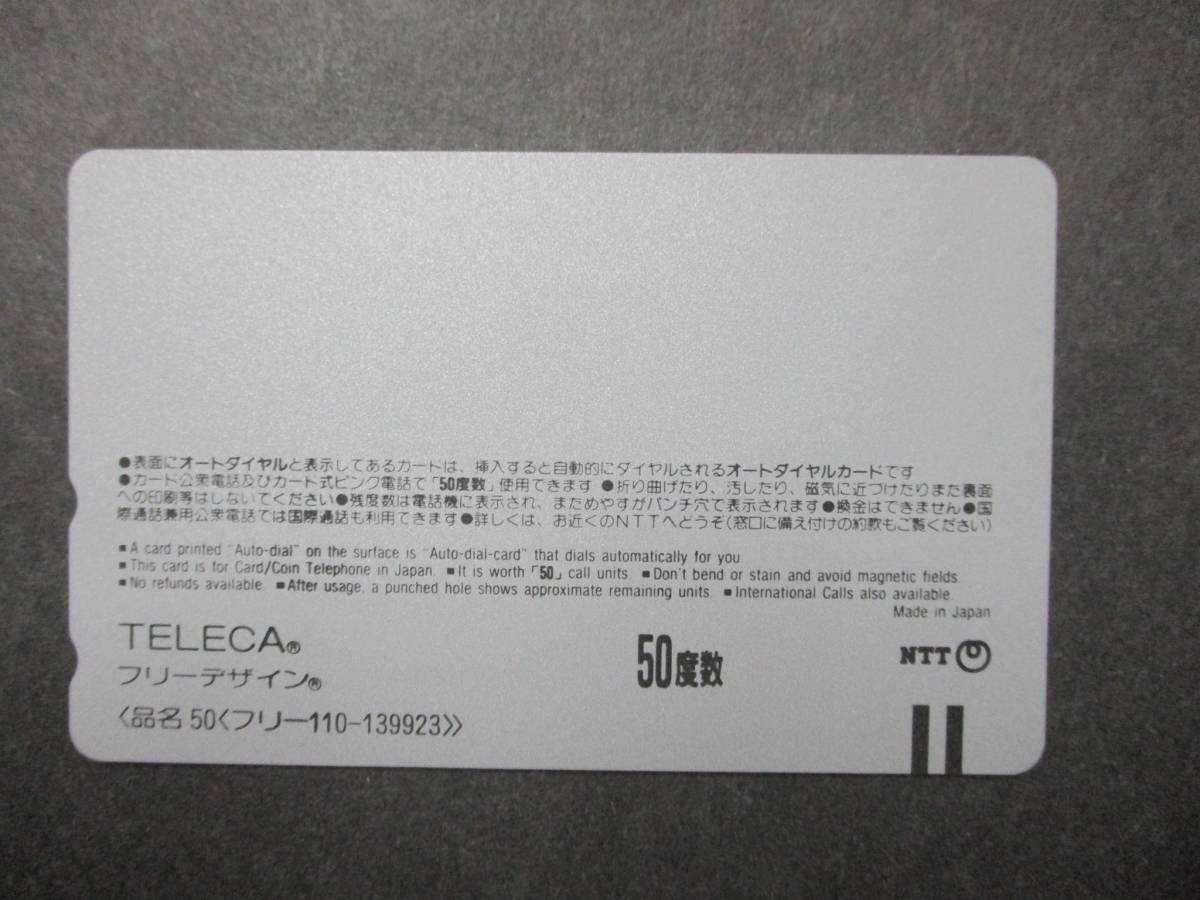 ●表面にオートダイヤルと表示してあるカードは、挿入すると自動的にダイヤルされるオートダイヤルカードです
●カード公衆電話及びカード式ピンク電話で「50度数」使用できます ●折り曲げたり、汚したり、磁気に近づけたりまた裏面
への印刷等はしないでください●残度数は電話機に表示され、まためやすがパンチ穴で表示されます●換金はできません●国
際通話兼用公衆電話では国際通話も利用できます●詳しくは、お近くのNTTへどうぞ(窓口に備え付けの約款もご覧ください)
■A card printed "Auto-dial" on the surface is "Auto-dial-card" that dials automatically for you.
■This card is for Card/Coin Telephone in Japan. ■It is worth「50」call units. ■Don't bend or stain and avoid magnetic fields.
■No refunds available. ■After usage, a punched hole shows approximate remaining units. ■International Calls also available.
Made in Japan
TELECA®
フリーデザイン®
〈品名 50〈フリー110-139923〉〉
50度数
NTT